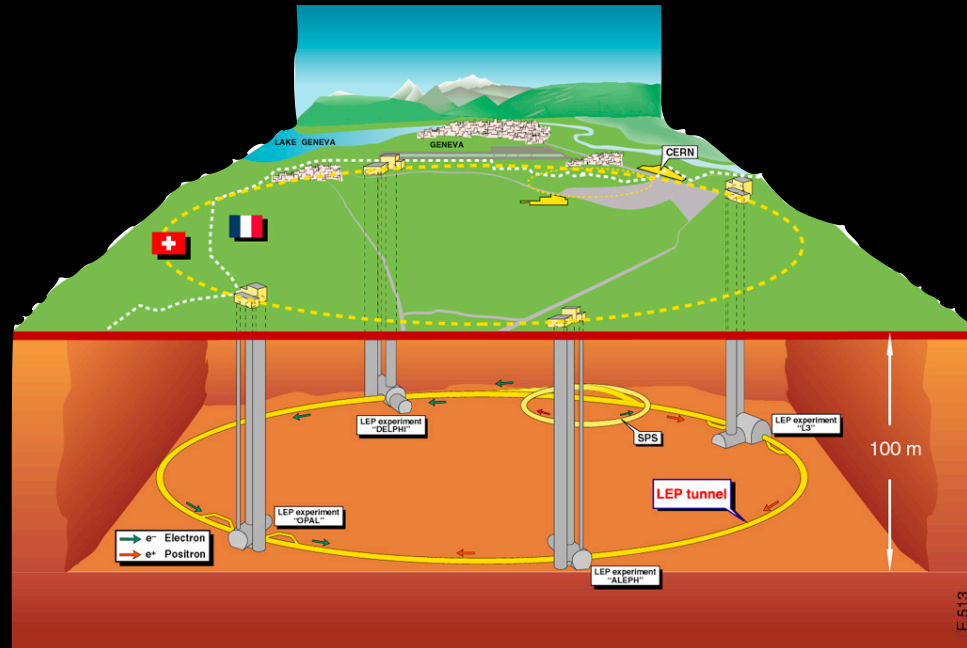 LAKE GENEVA
GENEVA
CERN
LEP experiment
"DELPHI"
SPS
LEP experiment
"L3"
100 m
LEP tunnel
LEP experiment
"OPAL"
e− Electron
e+ Positron
LEP experiment
"ALEPH"
E 513